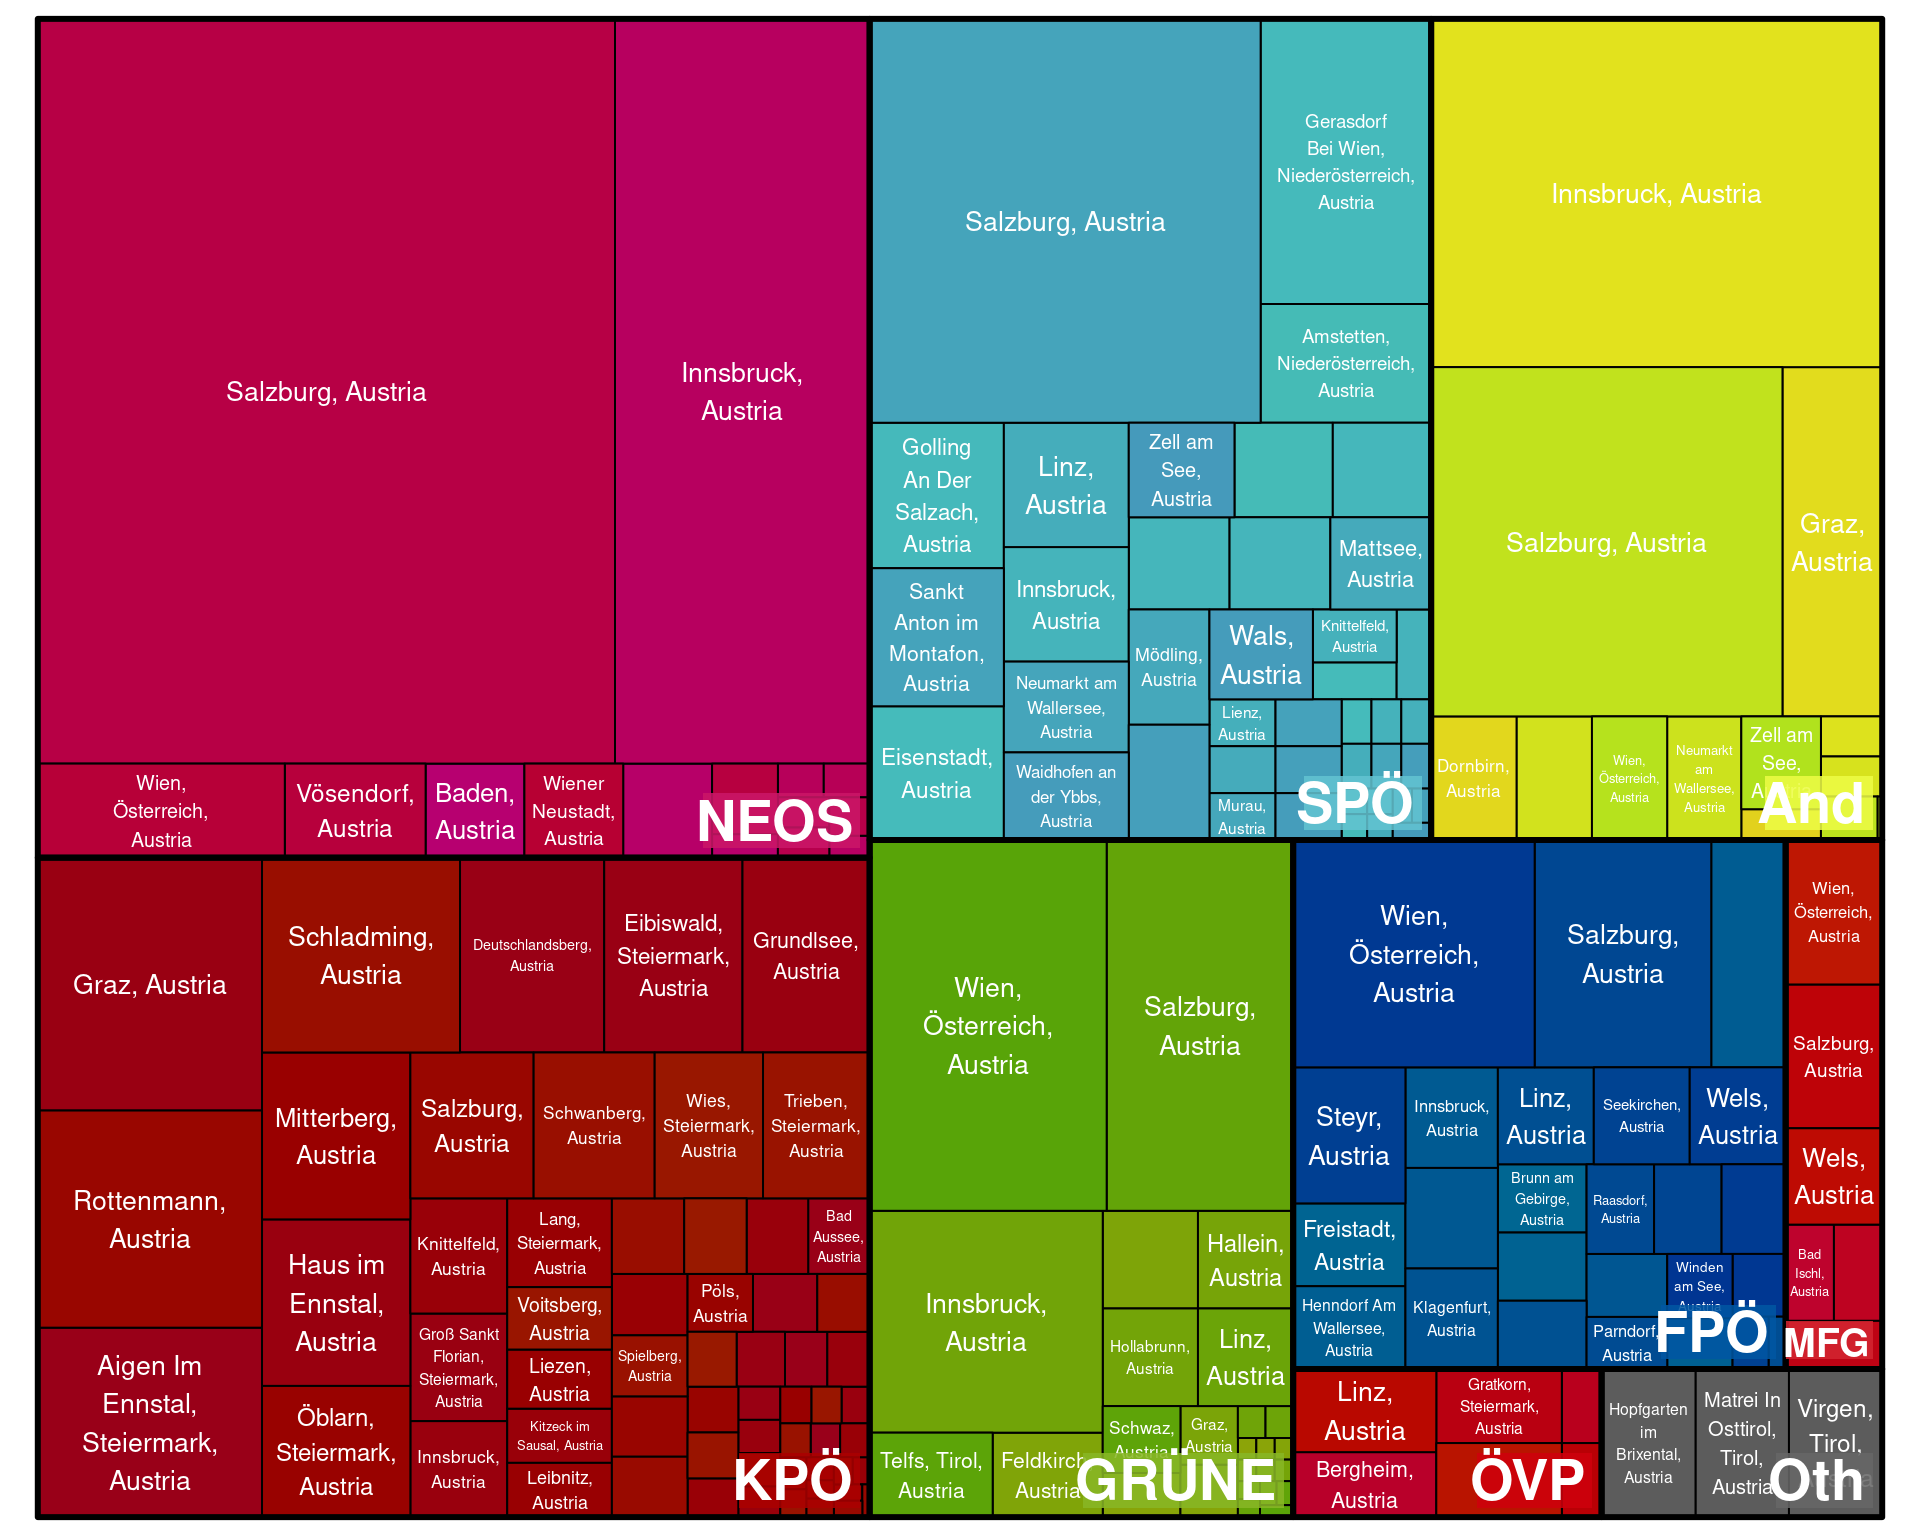 Salzburg, Austria
Innsbruck,
Austria
Wien,
Österreich,
Austria
Vösendorf,
Austria
Baden,
Austria
Wiener
Neustadt,
Austria
NEOS
Salzburg, Austria
Gerasdorf
Bei Wien,
Niederösterreich,
Austria
Amstetten,
Niederösterreich,
Austria
Golling
An Der
Salzach,
Austria
Linz,
Austria
Zell am
See,
Austria
Sankt
Anton im
Montafon,
Austria
Innsbruck,
Austria
Mattsee,
Austria
Eisenstadt,
Austria
Neumarkt am
Wallersee,
Austria
Waidhofen an
der Ybbs,
Austria
Mödling,
Austria
Wals,
Austria
Knittelfeld,
Austria
Lienz,
Austria
Murau,
Austria
SPÖ
Innsbruck, Austria
Salzburg, Austria
Graz,
Austria
Dornbirn,
Austria
Wien,
Österreich,
Austria
Neumarkt
am
Wallersee,
Austria
Zell am
See,
And
Graz, Austria
Rottenmann,
Austria
Aigen Im
Ennstal,
Steiermark,
Austria
Schladming,
Austria
Deutschlandsberg,
Austria
Eibiswald,
Steiermark,
Austria
Grundlsee,
Austria
Mitterberg,
Austria
Haus im
Ennstal,
Austria
Öblarn,
Steiermark,
Austria
Salzburg,
Austria
Schwanberg,
Austria
Wies,
Steiermark,
Austria
Trieben,
Steiermark,
Austria
Knittelfeld,
Austria
Groß Sankt
Florian,
Steiermark,
Austria
Innsbruck,
Austria
Lang,
Steiermark,
Austria
Voitsberg,
Austria
Liezen,
Austria
Kitzeck im
Sausal, Austria
Leibnitz,
Austria
Bad
Aussee,
Austria
Pöls,
Austria
Spielberg,
Austria
KPÖ
Wien,
Österreich,
Austria
Salzburg,
Austria
Innsbruck,
Austria
Telfs, Tirol,
Austria
Feldkirch,
Austria
Hallein,
Austria
Hollabrunn,
Austria
Linz,
Austria
Schwaz,
Austria
Graz,
Austria
GRÜNE
Wien,
Österreich,
Austria
Salzburg,
Austria
Steyr,
Austria
Freistadt,
Austria
Henndorf Am
Wallersee,
Austria
Innsbruck,
Austria
Klagenfurt,
Austria
Linz,
Austria
Seekirchen,
Austria
Wels,
Austria
Brunn am
Gebirge,
Austria
Raasdorf,
Austria
Winden
am See,
Austria
Parndorf,
Austria
FPÖ
Wien,
Österreich,
Austria
Salzburg,
Austria
Wels,
Austria
Bad
Ischl,
Austria
MFG
Linz,
Austria
Bergheim,
Austria
Gratkorn,
Steiermark,
Austria
ÖVP
Hopfgarten
im
Brixental,
Austria
Matrei In
Osttirol,
Tirol,
Austria
Virgen,
Tirol,
Oth